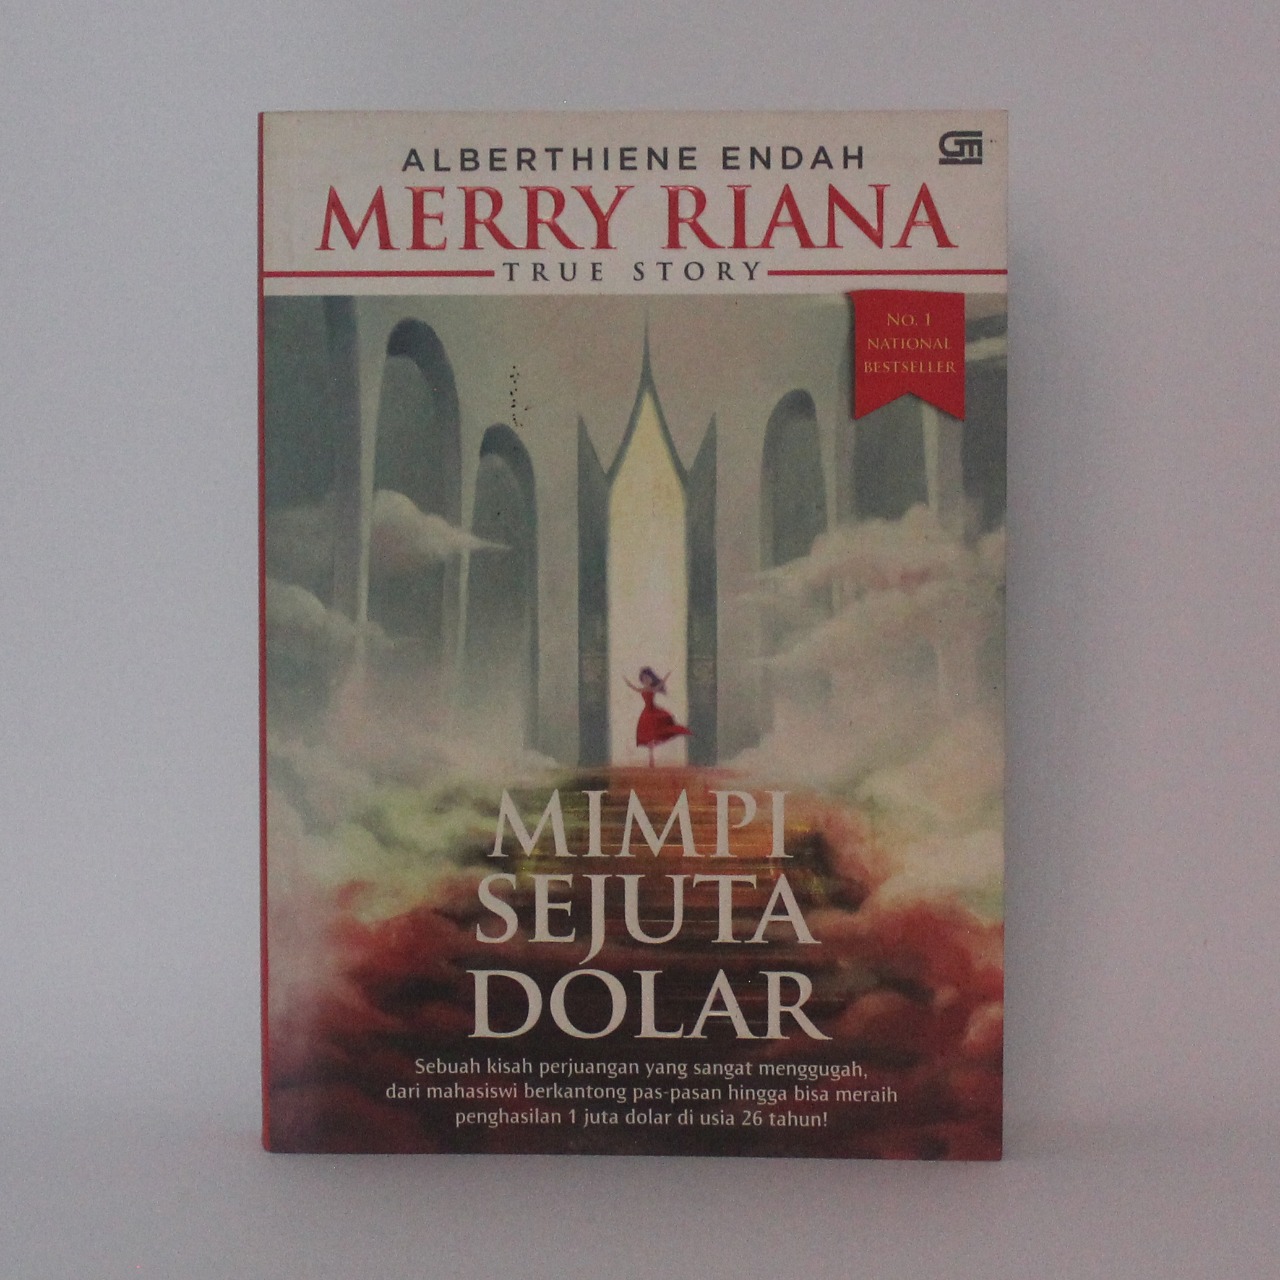 ALBERTHIENE ENDAH
GM
MERRY RIANA
TRUE STORY
NO. 1
NATIONAL
BESTSELLER
MIMPI
SEJUTA
DOLAR
Sebuah kisah perjuangan yang sangat menggugah,
dari mahasiswi berkantong pas-pasan hingga bisa meraih
penghasilan 1 juta dolar di usia 26 tahun!